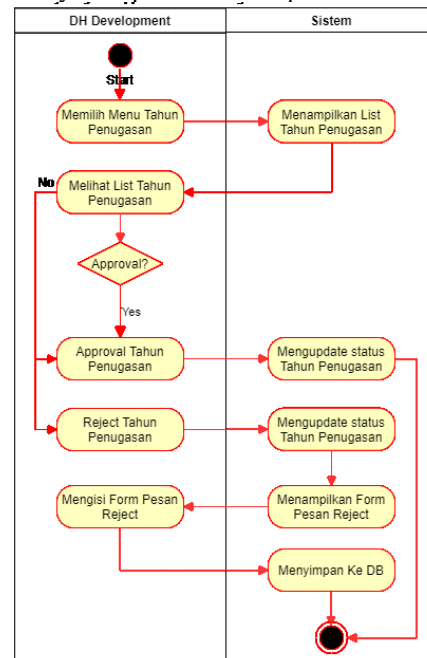 DH Development
Sistem
Start
Memilih Menu Tahun
Penugasan
Menampilkan List
Tahun Penugasan
No
Melihat List Tahun
Penugasan
Approval?
Yes
Approval Tahun
Penugasan
Mengupdate status
Tahun Penugasan
Reject Tahun
Penugasan
Mengupdate status
Tahun Penugasan
Mengisi Form Pesan
Reject
Menampilkan Form
Pesan Reject
Menyimpan Ke DB